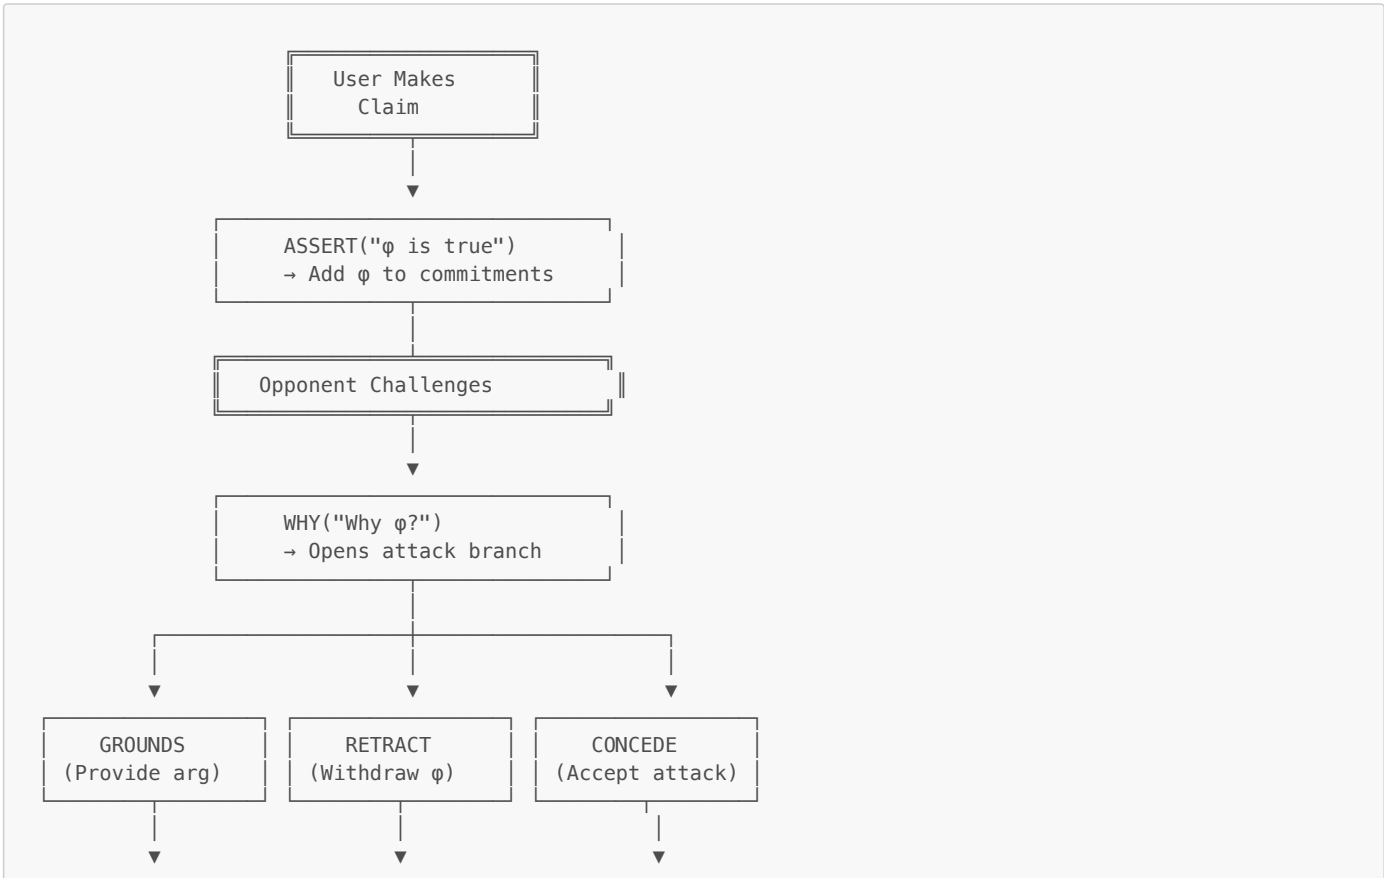 User Makes
Claim
ASSERT("φ is true")
→ Add φ to commitments
Opponent Challenges
WHY("Why φ?")
→ Opens attack branch
GROUNDS RETRACT CONCEDE
(Provide arg) (Withdraw φ) (Accept attack)